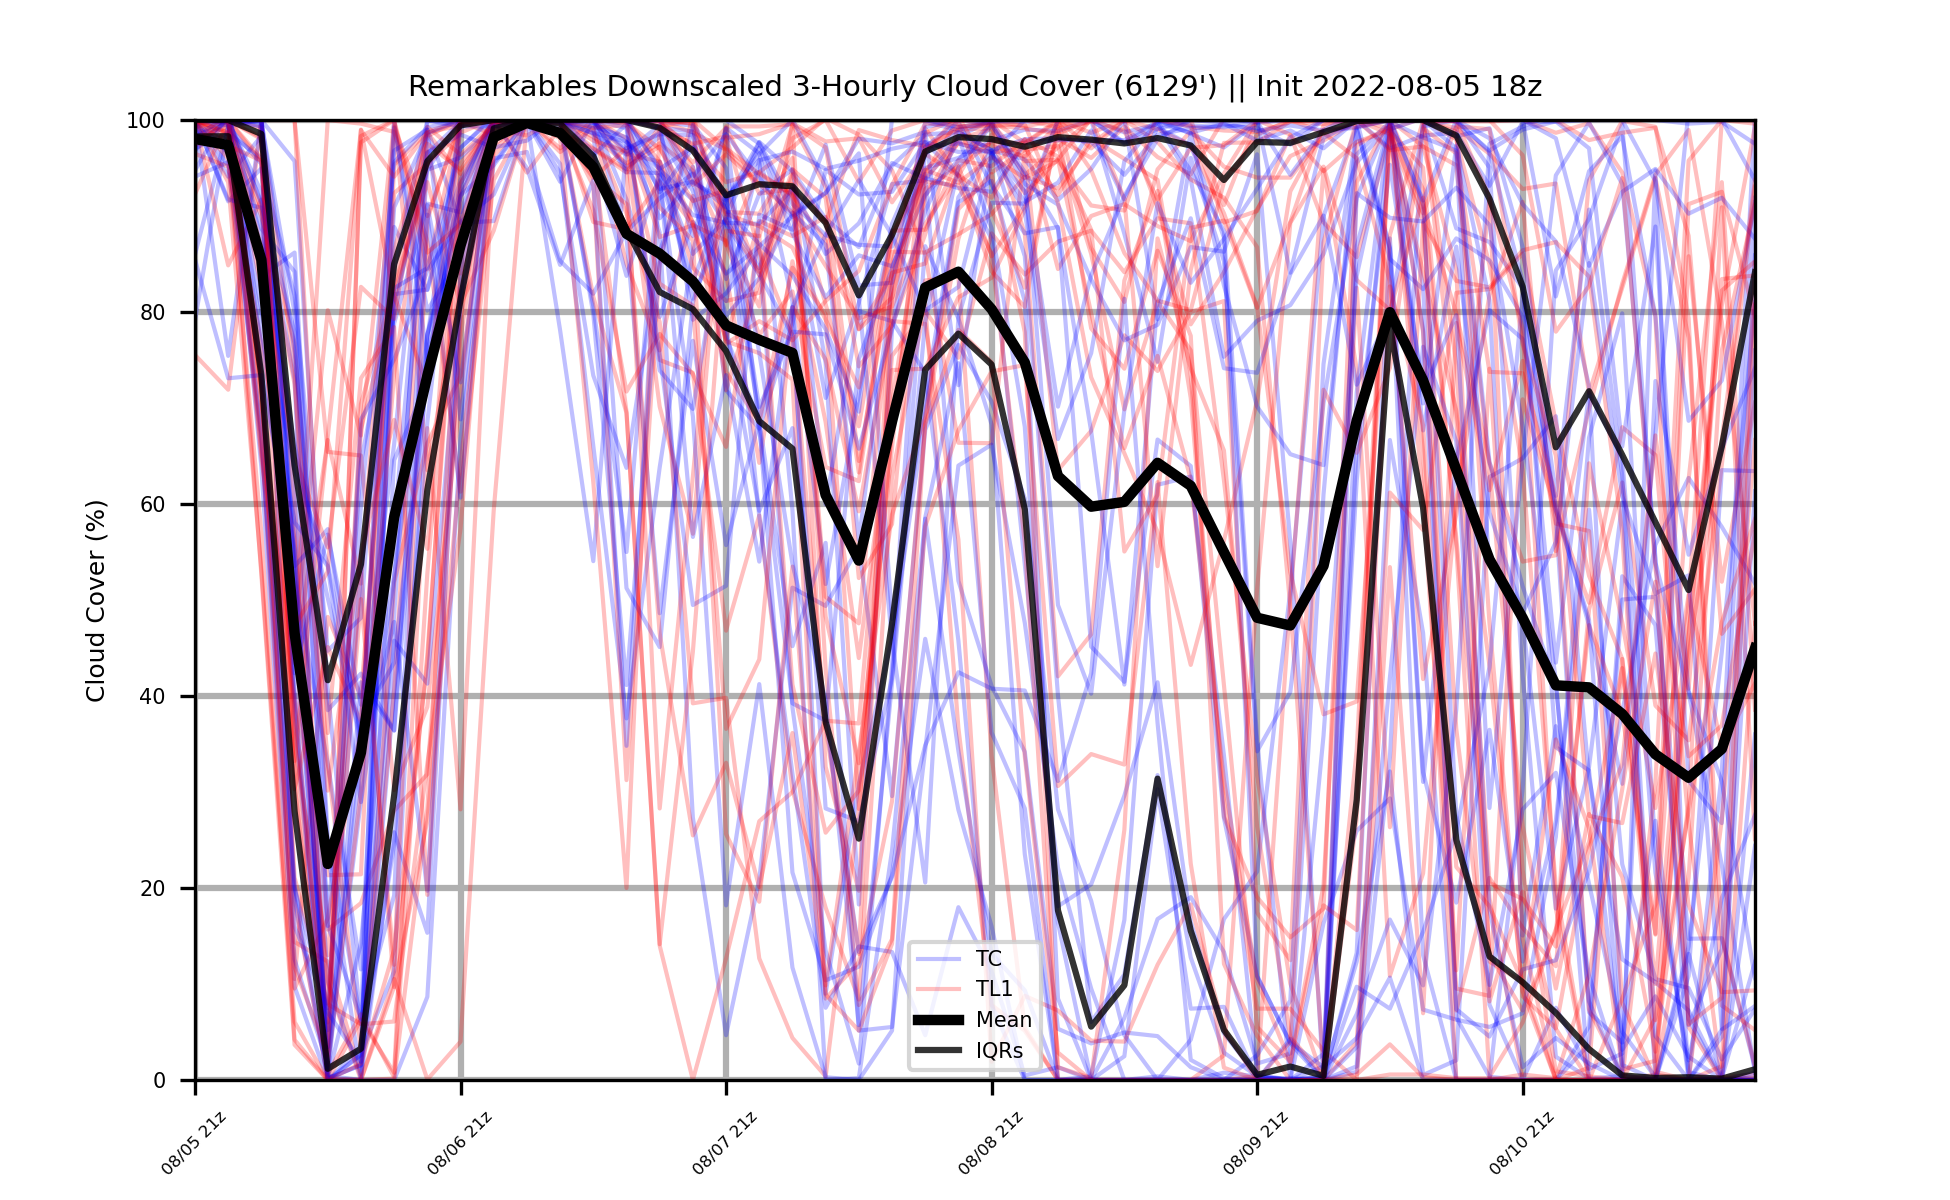 Remarkables Downscaled 3-Hourly Cloud Cover (6129') || Init 2022-08-05 18z
Cloud Cover (%)
100
80
60
40
20
0
TC
TL1
Mean
IQRs
08/05 21z
08/06 21z
08/07 21z
08/08 21z
08/09 21z
08/10 21z